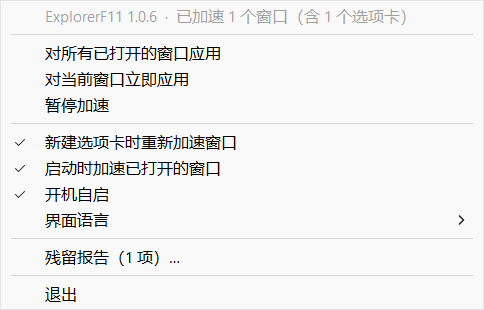 ExplorerF11 1.0.6 · 已加速 1 个窗口（含 1 个选项卡）
对所有已打开的窗口应用
对当前窗口立即应用
暂停加速
新建选项卡时重新加速窗口
启动时加速已打开的窗口
开机自启
界面语言
残留报告（1 项）...
退出